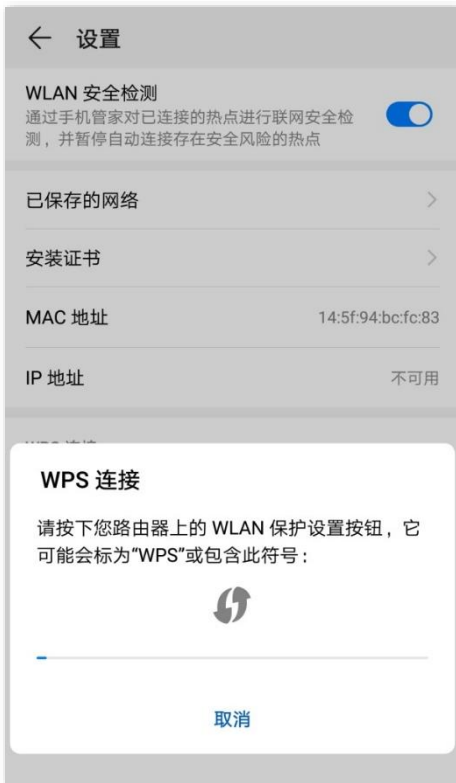 设置
WLAN 安全检测
通过手机管家对已连接的热点进行联网安全检
测，并暂停自动连接存在安全风险的热点
已保存的网络
安装证书
MAC 地址 14:5f:94:bc:fc:83
IP 地址 不可用
WPS 连接
请按下您路由器上的 WLAN 保护设置按钮，它
可能会标为“WPS”或包含此符号：
取消